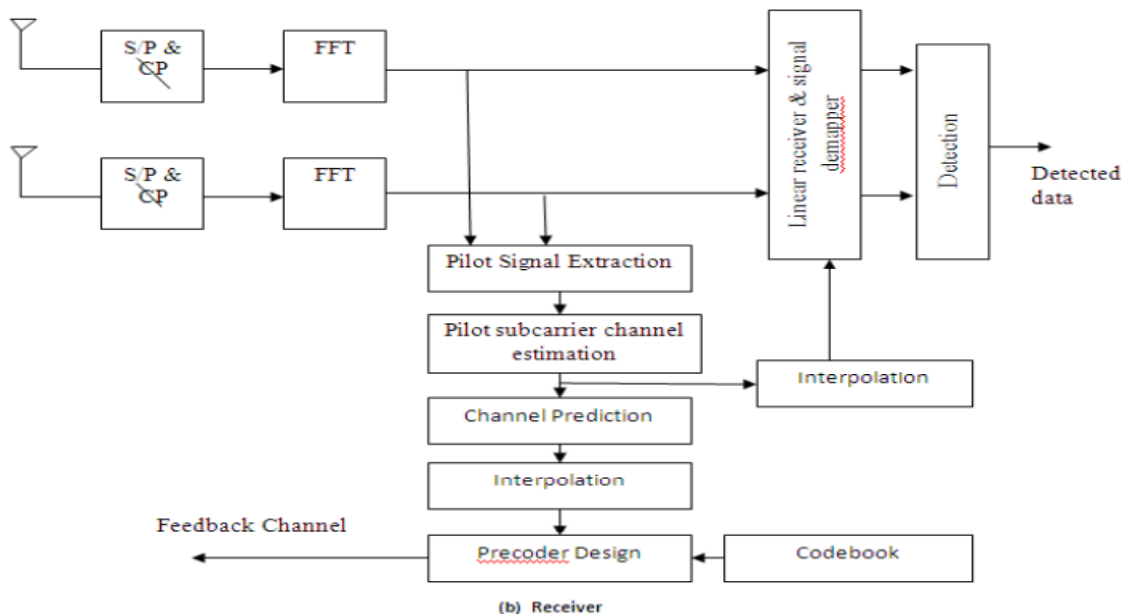 S/P &
CP
FFT
S/P &
CP
FFT
Linear receiver & signal
demapper
Detection
Detected
data
Pilot Signal Extraction
Pilot subcarrier channel
estimation
Interpolation
Channel Prediction
Interpolation
Feedback Channel
Precoder Design
Codebook
(b) Receiver